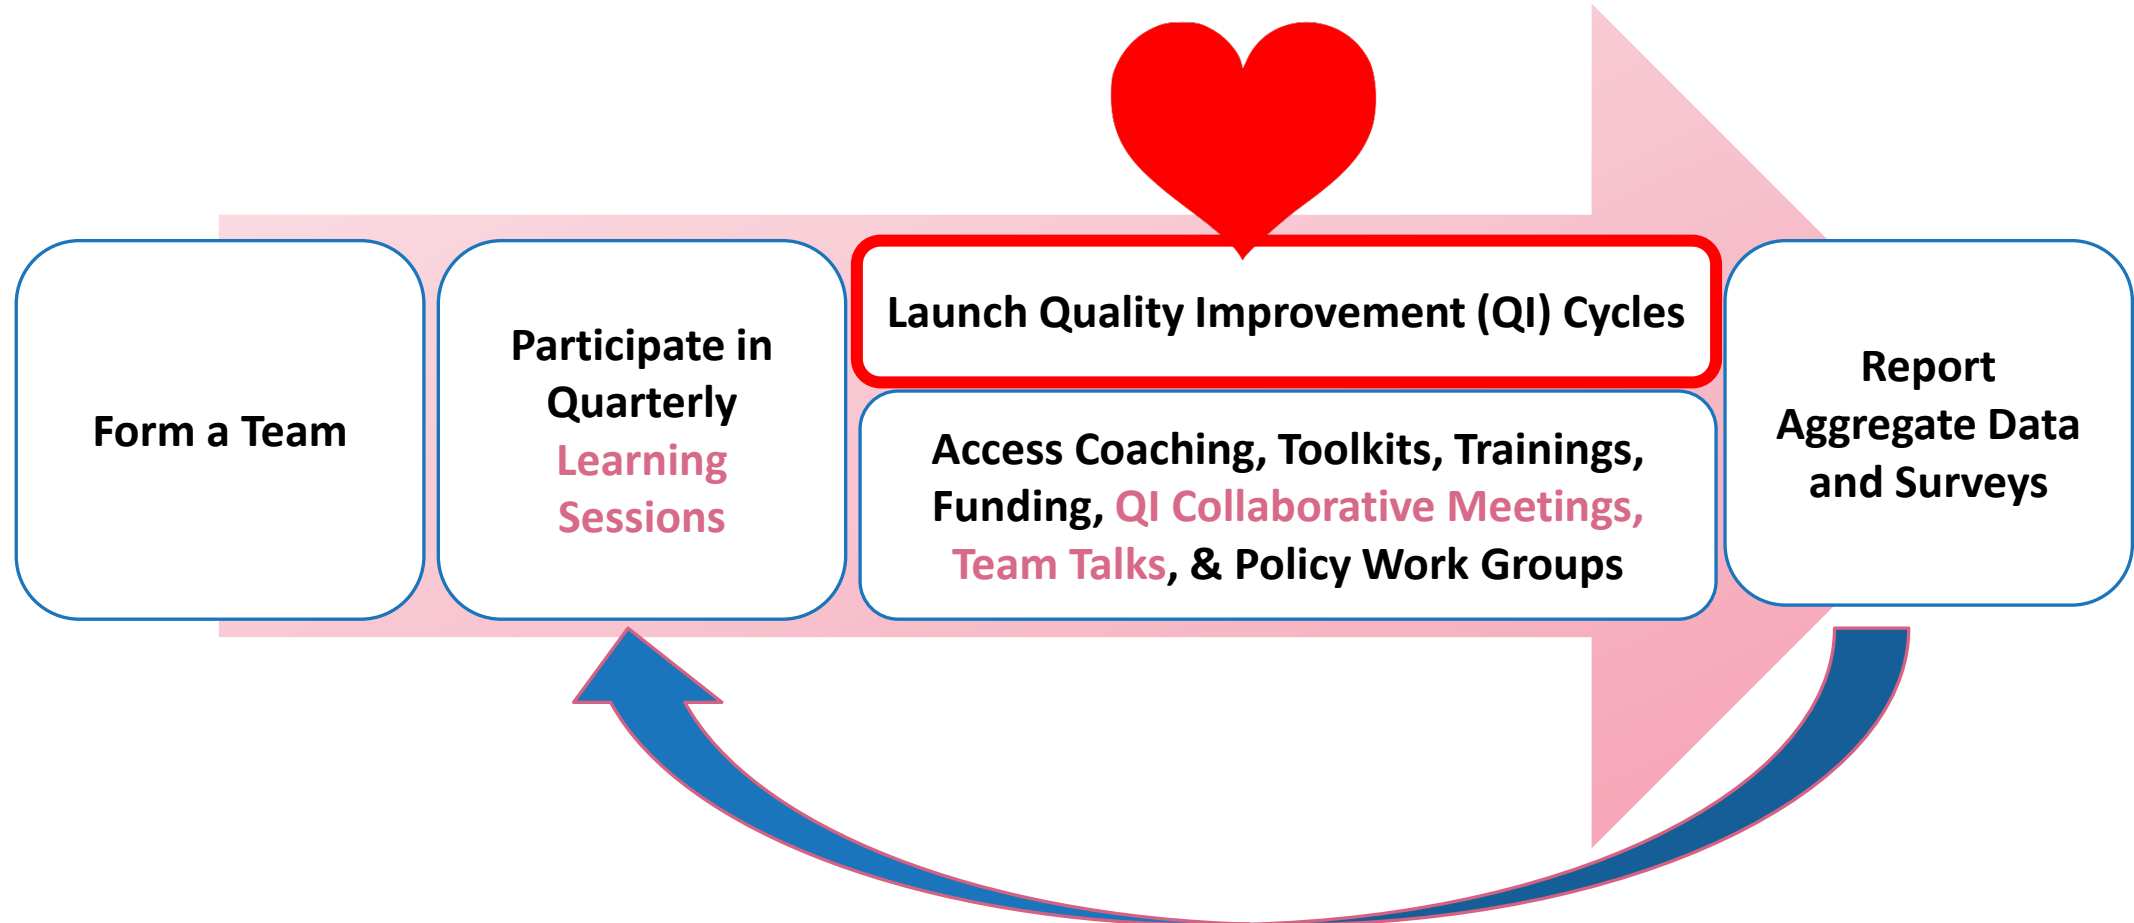 Form a Team
Participate in
Quarterly
Learning
Sessions
Launch Quality Improvement (QI) Cycles
Access Coaching, Toolkits, Trainings,
Funding, QI Collaborative Meetings,
Team Talks, & Policy Work Groups
Report
Aggregate Data
and Surveys